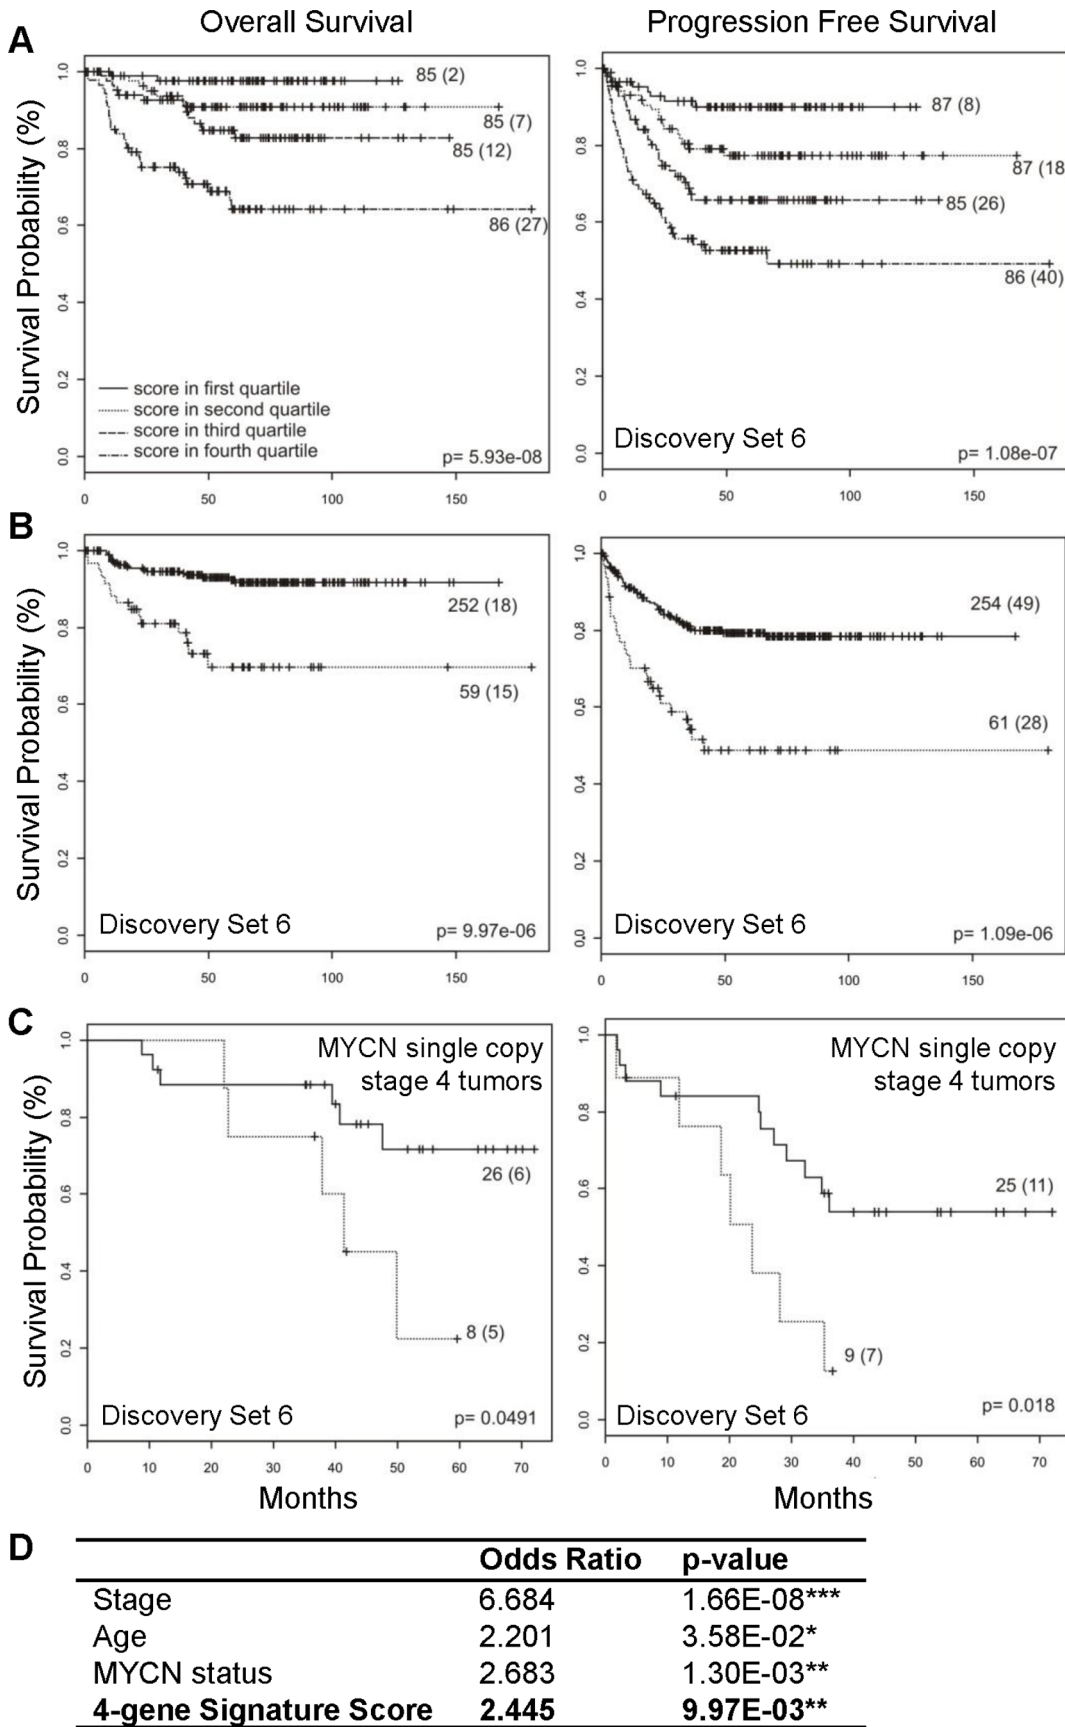 Overall Survival
Progression Free Survival
A
Survival Probability (%)
1.0
0.8
0.6
0.4
0.2
0.0
85 (2)
85 (7)
85 (12)
86 (27)
score in first quartile
score in second quartile
score in third quartile
score in fourth quartile
p= 5.93e-08
0
50
100
150
1.0
0.8
0.6
0.4
0.2
0.0
87 (8)
87 (18
85 (26)
86 (40)
Discovery Set 6
p= 1.08e-07
0
50
100
150
B
Survival Probability (%)
1.0
0.8
0.6
0.4
0.2
0.0
252 (18)
59 (15)
Discovery Set 6
p= 9.97e-06
0
50
100
150
1.0
0.8
0.6
0.4
0.2
0.0
254 (49)
61 (28)
Discovery Set 6
p= 1.09e-06
0
50
100
150
C
Survival Probability (%)
1.0
0.8
0.6
0.4
0.2
0.0
MYCN single copy
stage 4 tumors
26 (6)
8 (5)
Discovery Set 6
p= 0.0491
0
10
20
30
40
50
60
70
Months
1.0
0.8
0.6
0.4
0.2
0.0
MYCN single copy
stage 4 tumors
25 (11)
9 (7)
Discovery Set 6
p= 0.018
0
10
20
30
40
50
60
70
Months
D
Odds Ratio p-value
Stage 6.684 1.66E-08***
Age 2.201 3.58E-02*
MYCN status 2.683 1.30E-03**
4-gene Signature Score 2.445 9.97E-03**